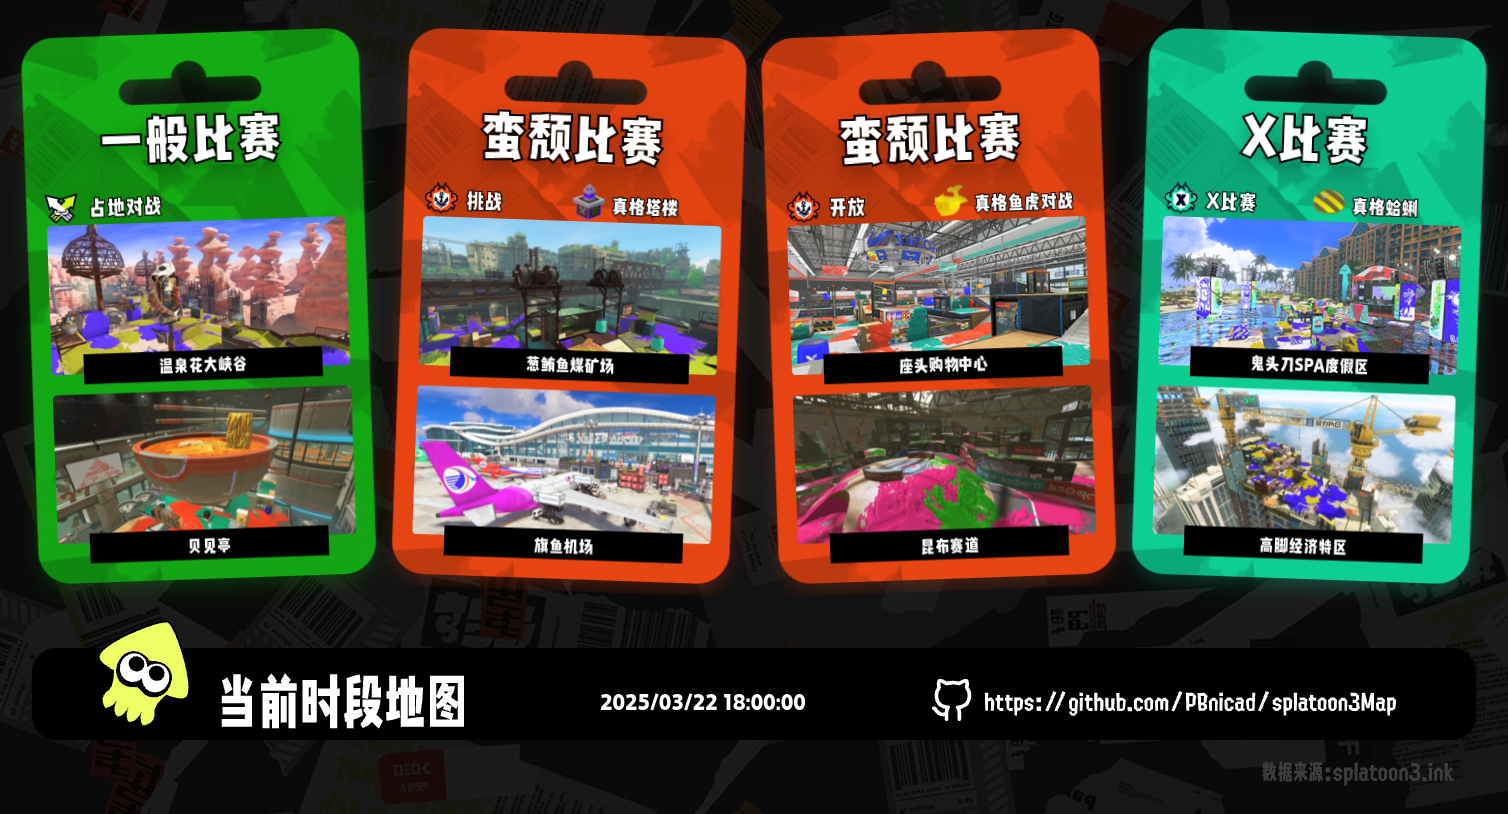 一般比赛
占地对战
温泉花大峡谷
贝见亭
蛮颓比赛
挑战
真格塔楼
葱鲔鱼煤矿场
旗鱼机场
蛮颓比赛
开放
真格鱼虎对战
座头购物中心
昆布赛道
X比赛
X比赛
真格蛤蜊
鬼头刀SPA度假区
高脚经济特区
当前时段地图
2025/03/22 18:00:00
https://github.com/PBnicad/splatoon3Map
数据来源:splatoon3.ink